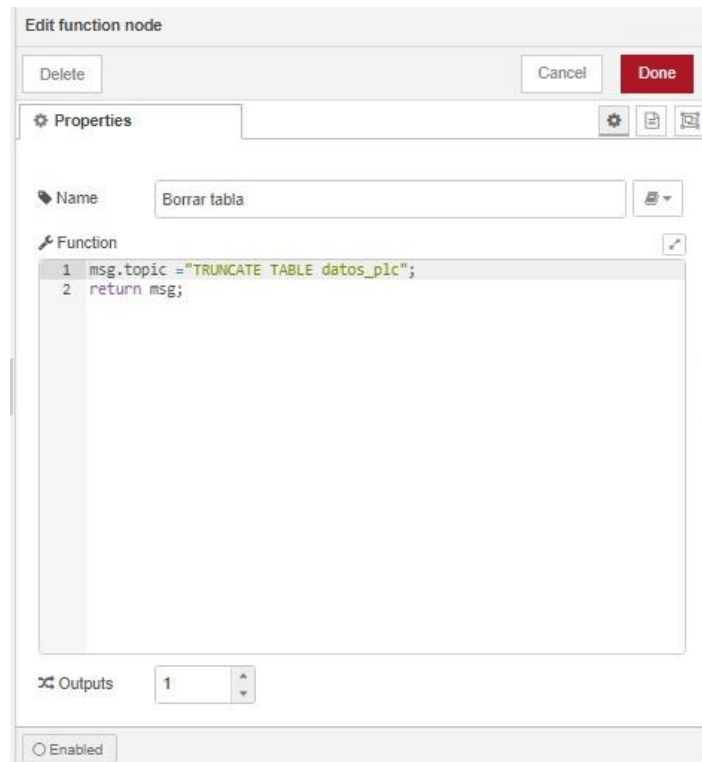 Edit function node
Delete
Cancel
Done
Properties
Name
Borrar tabla
Function
1 msg.topic ="TRUNCATE TABLE datos_plc";
2 return msg;
Outputs
1
Enabled